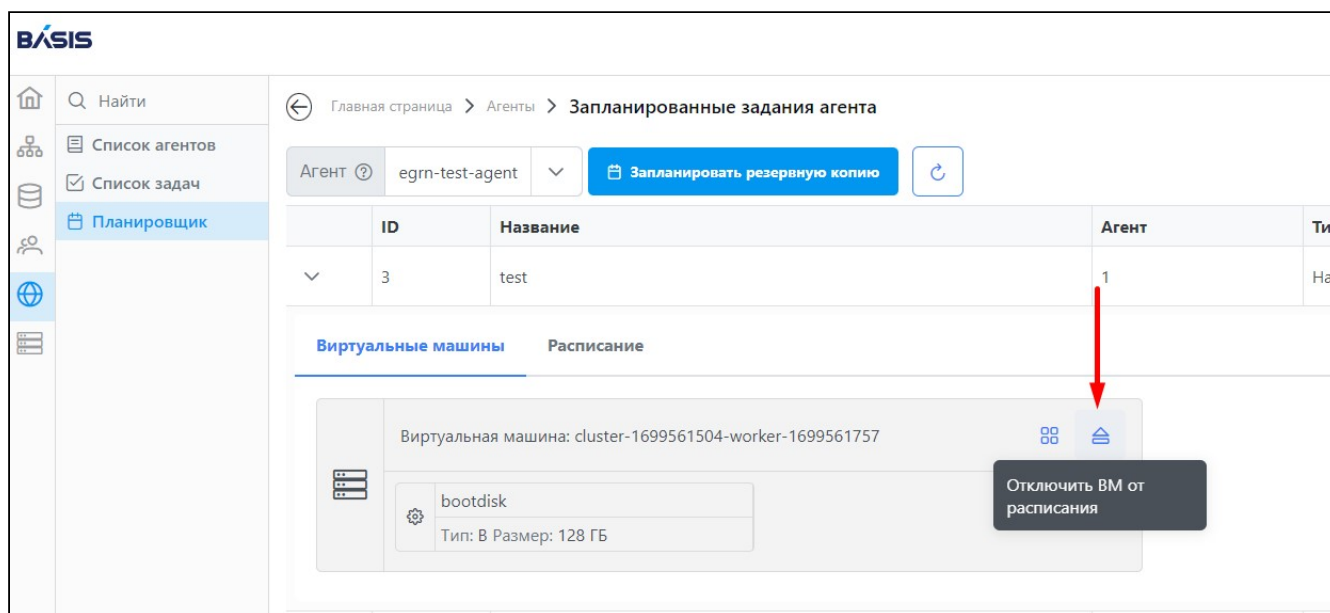 BASIS
Найти
Список агентов
Список задач
Планировщик
Главная страница > Агенты > Запланированные задания агента
Агент egrn-test-agent Запланировать резервную копию
ID Название Агент Ти
3 test 1 На
Виртуальные машины Расписание
Виртуальная машина: cluster-1699561504-worker-1699561757
Отключить ВМ от
расписания
bootdisk
Тип: B Размер: 128 ГБ